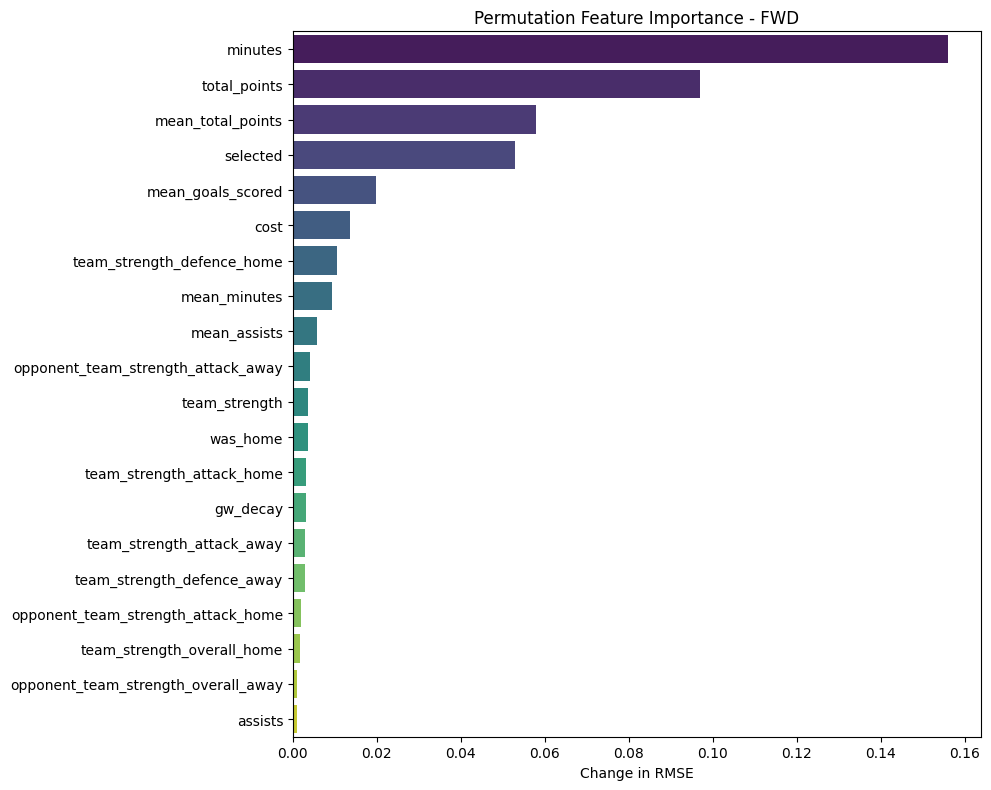 Permutation Feature Importance - FWD
minutes
total_points
mean_total_points
selected
mean_goals_scored
cost
team_strength_defence_home
mean_minutes
mean_assists
opponent_team_strength_attack_away
team_strength
was_home
team_strength_attack_home
gw_decay
team_strength_attack_away
team_strength_defence_away
opponent_team_strength_attack_home
team_strength_overall_home
opponent_team_strength_overall_away
assists
0.00 0.02 0.04 0.06 0.08 0.10 0.12 0.14 0.16
Change in RMSE